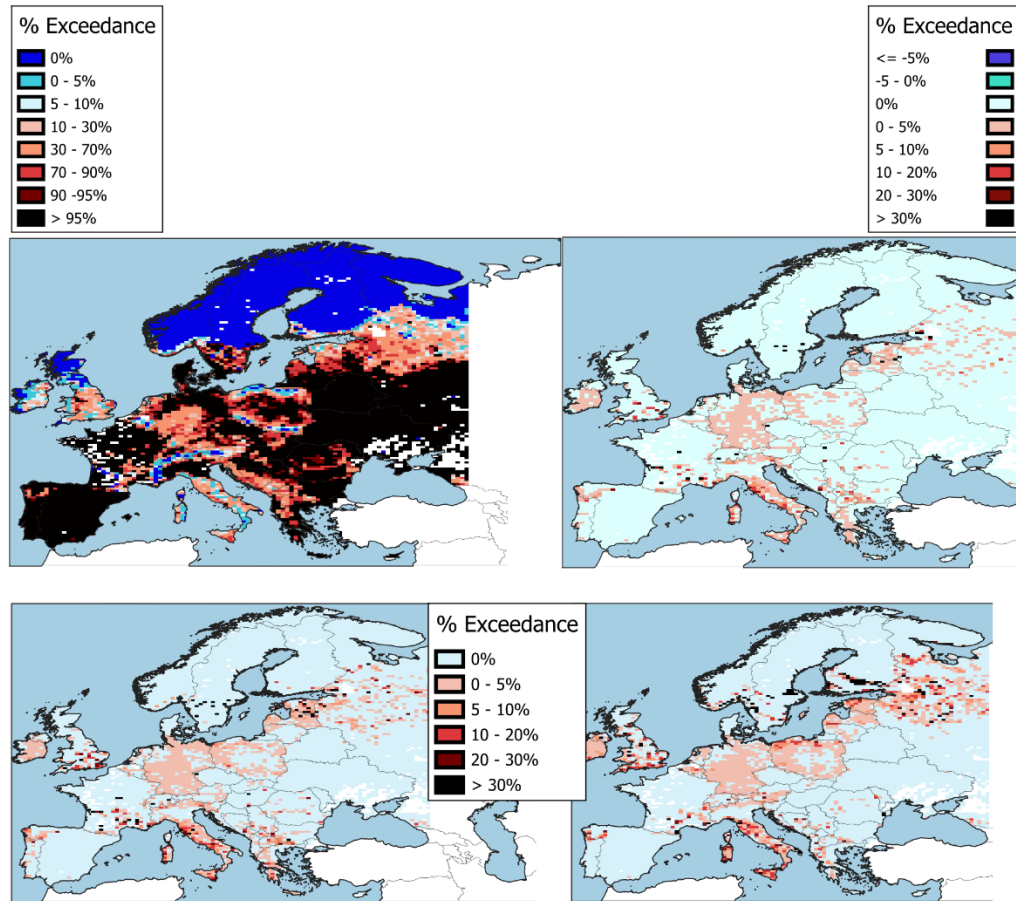 % Exceedance
0%
0 - 5%
5 - 10%
10 - 30%
30 - 70%
70 - 90%
90 -95%
> 95%
% Exceedance
<= -5%
-5 - 0%
0%
0 - 5%
5 - 10%
10 - 20%
20 - 30%
> 30%
% Exceedance
0%
0 - 5%
5 - 10%
10 - 20%
20 - 30%
> 30%